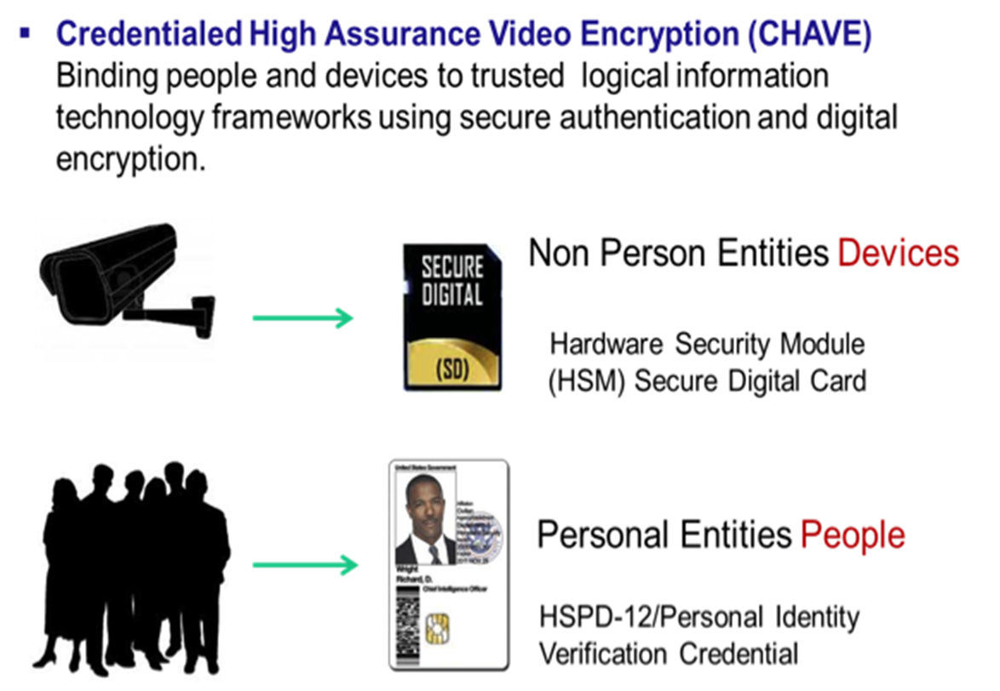 ▪ Credentialed High Assurance Video Encryption (CHAVE)
Binding people and devices to trusted logical information
technology frameworks using secure authentication and digital
encryption.
SECURE
DIGITAL
(SD)
Non Person Entities Devices
Hardware Security Module
(HSM) Secure Digital Card
United States Government
Wright
Richard, D.
Chief Intelligence Officer
Personal Entities People
HSPD-12/Personal Identity
Verification Credential